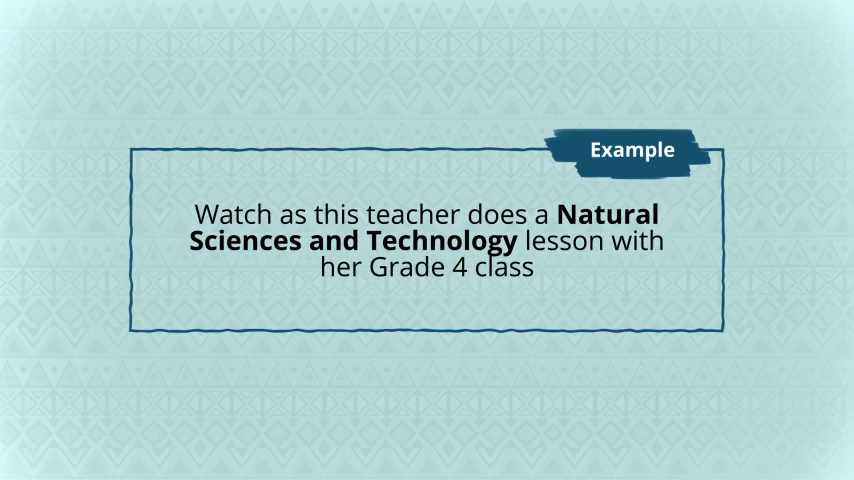 Example
Watch as this teacher does a Natural
Sciences and Technology lesson with
her Grade 4 class